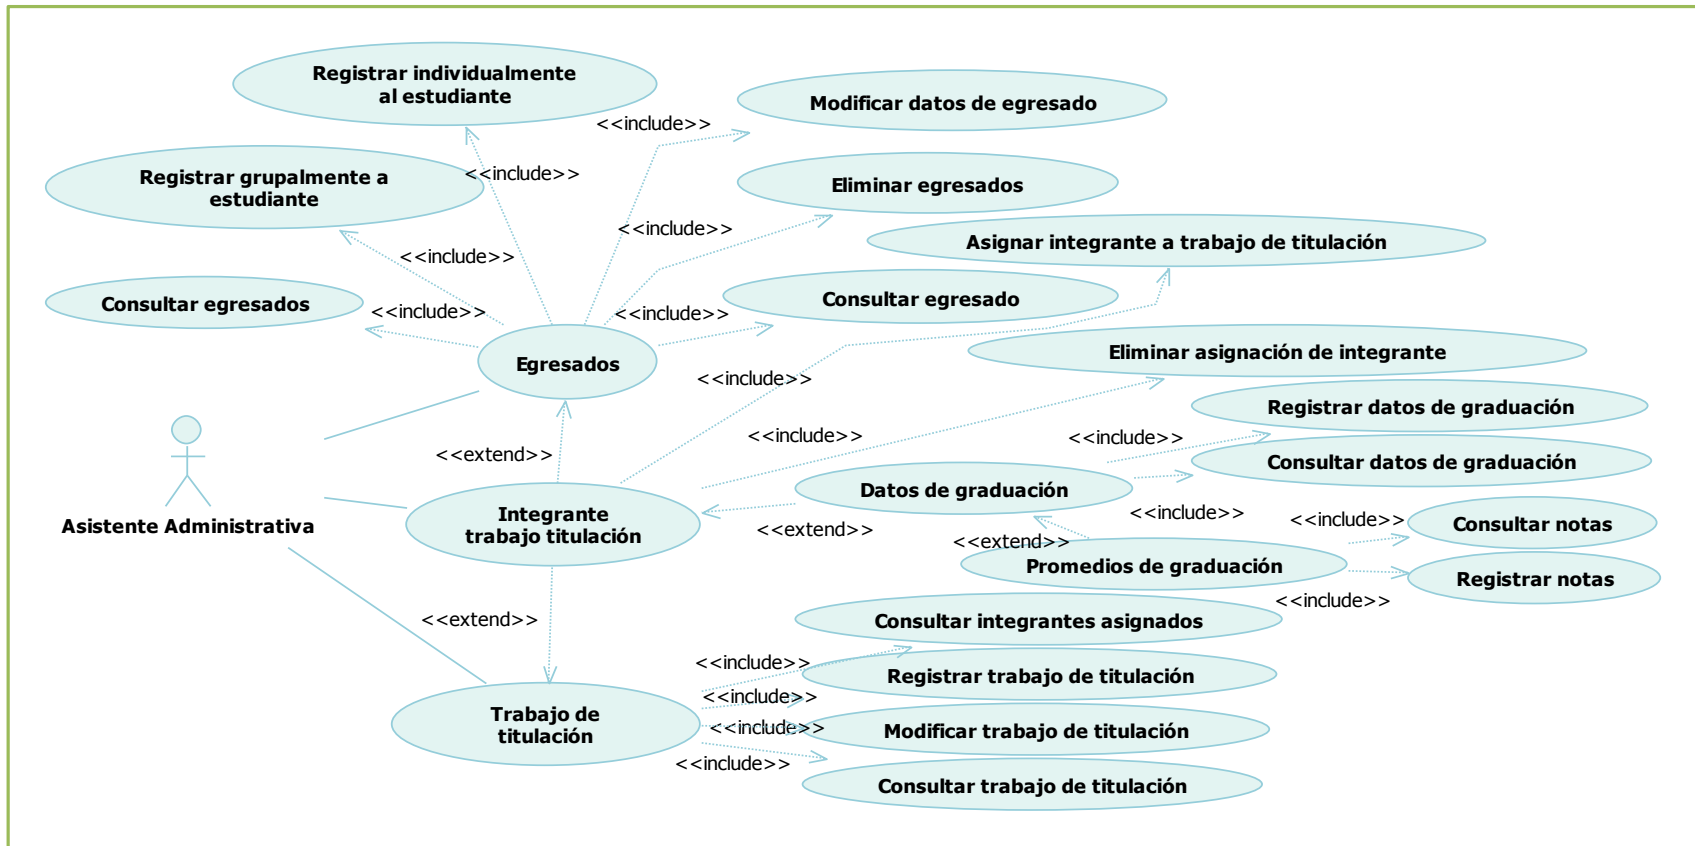 Registrar individualmente
al estudiante
Modificar datos de egresado
<<include>>
<<include>>
Registrar grupalmente a
estudiante
Eliminar egresados
<<include>>
Asignar integrante a trabajo de titulación
<<include>>
Consultar egresados
<<include>>
<<include>>
Consultar egresado
Egresados
<<include>>
Eliminar asignación de integrante
Registrar datos de graduación
<<include>>
<<include>>
<<extend>>
Consultar datos de graduación
Datos de graduación
Integrante
trabajo titulación
Asistente Administrativa
<<extend>>
<<include>>
<<include>>
Consultar notas
<<extend>>
Promedios de graduación
Registrar notas
<<include>>
<<extend>>
Consultar integrantes asignados
<<include>>
Registrar trabajo de titulación
<<include>>
Trabajo de
titulación
<<include>>
Modificar trabajo de titulación
<<include>>
Consultar trabajo de titulación